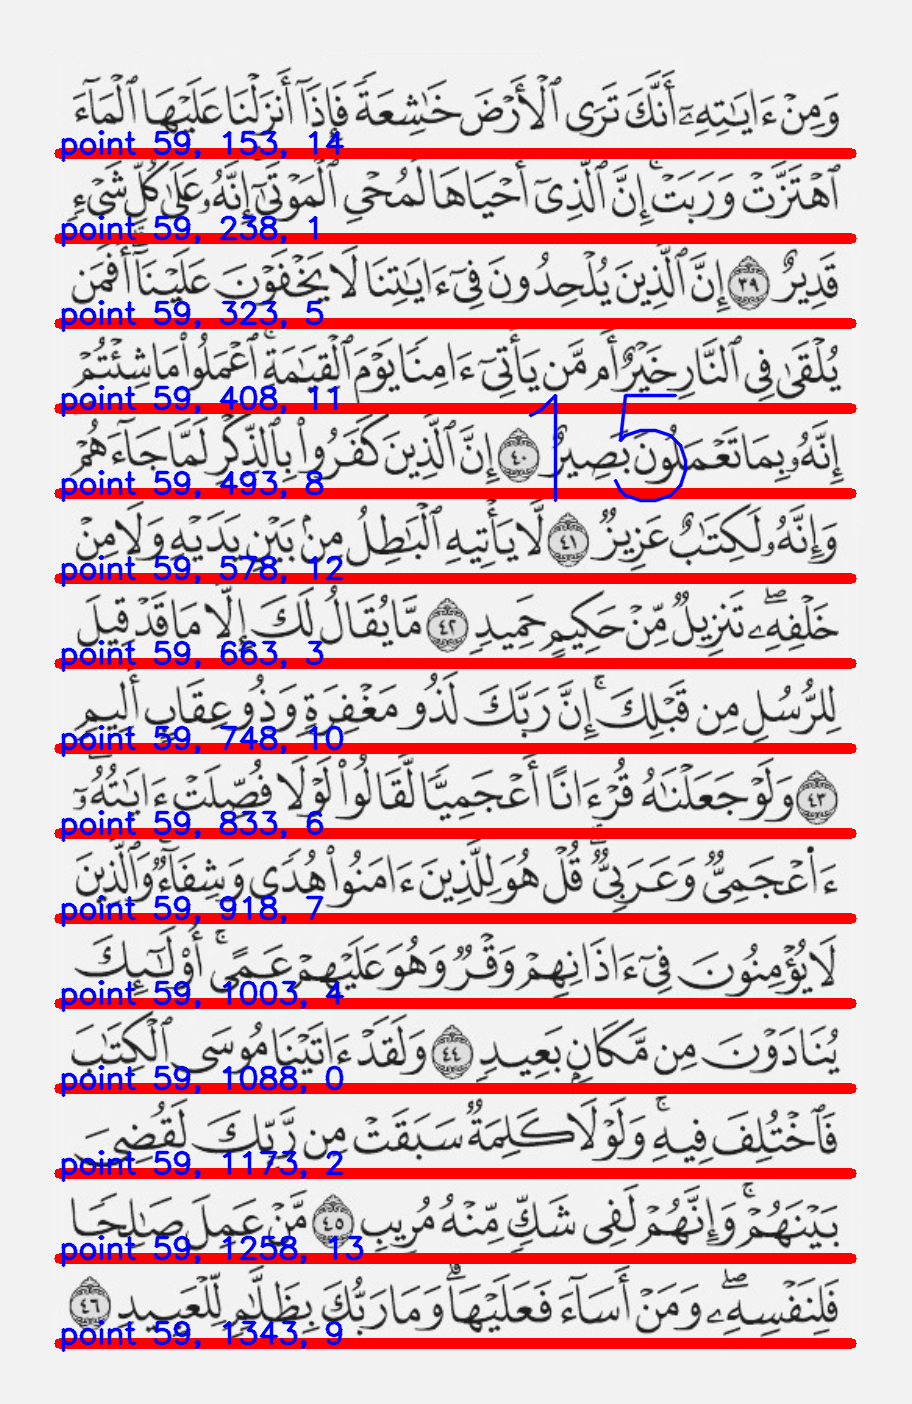 وَمِنْ ءَايَـٰتِهِۦٓ أَنَّكَ تَرَى ٱلْأَرْضَ خَـٰشِعَةً فَإِذَآ أَنزَلْنَا عَلَيْهَا ٱلْمَآءَ
point 59, 153, 14
ٱهْتَزَّتْ وَرَبَتْ ۚ إِنَّ ٱلَّذِىٓ أَحْيَاهَا لَمُحْىِ ٱلْمَوْتَىٰٓ ۚ إِنَّهُۥ عَلَىٰ كُلِّ شَىْءٍ
point 59, 238, 1
قَدِيرٌ ٣٩ إِنَّ ٱلَّذِينَ يُلْحِدُونَ فِىٓ ءَايَـٰتِنَا لَا يَخْفَوْنَ عَلَيْنَآ ۗ أَفَمَن
point 59, 323, 5
يُلْقَىٰ فِى ٱلنَّارِ خَيْرٌ أَم مَّن يَأْتِىٓ ءَامِنًا يَوْمَ ٱلْقِيَـٰمَةِ ۚ ٱعْمَلُوا۟ مَا شِئْتُمْ
point 59, 408, 11
إِنَّهُۥ بِمَا تَعْمَلُونَ بَصِيرٌ ٤٠ إِنَّ ٱلَّذِينَ كَفَرُوا۟ بِٱلذِّكْرِ لَمَّا جَآءَهُمْ
15
point 59, 493, 8
وَإِنَّهُۥ لَكِتَـٰبٌ عَزِيزٌ ٤١ لَّا يَأْتِيهِ ٱلْبَـٰطِلُ مِنۢ بَيْنِ يَدَيْهِ وَلَا مِنْ
point 59, 578, 12
خَلْفِهِۦ ۖ تَنزِيلٌ مِّنْ حَكِيمٍ حَمِيدٍ ٤٢ مَّا يُقَالُ لَكَ إِلَّا مَا قَدْ قِيلَ
point 59, 663, 3
لِلرُّسُلِ مِن قَبْلِكَ ۚ إِنَّ رَبَّكَ لَذُو مَغْفِرَةٍ وَذُو عِقَابٍ أَلِيمٍ
point 59, 748, 10
٤٣ وَلَوْ جَعَلْنَـٰهُ قُرْءَانًا أَعْجَمِيًّا لَّقَالُوا۟ لَوْلَا فُصِّلَتْ ءَايَـٰتُهُۥٓ ۖ
point 59, 833, 6
ءَا۬عْجَمِىٌّ وَعَرَبِىٌّ ۗ قُلْ هُوَ لِلَّذِينَ ءَامَنُوا۟ هُدًى وَشِفَآءٌ ۖ وَٱلَّذِينَ
point 59, 918, 7
لَا يُؤْمِنُونَ فِىٓ ءَاذَانِهِمْ وَقْرٌ وَهُوَ عَلَيْهِمْ عَمًى ۚ أُو۟لَـٰٓئِكَ
point 59, 1003, 4
يُنَادَوْنَ مِن مَّكَانٍۭ بَعِيدٍ ٤٤ وَلَقَدْ ءَاتَيْنَا مُوسَى ٱلْكِتَـٰبَ
point 59, 1088, 0
فَٱخْتُلِفَ فِيهِ ۗ وَلَوْلَا كَلِمَةٌ سَبَقَتْ مِن رَّبِّكَ لَقُضِىَ
point 59, 1173, 2
بَيْنَهُمْ ۚ وَإِنَّهُمْ لَفِى شَكٍّ مِّنْهُ مُرِيبٍ ٤٥ مَّنْ عَمِلَ صَـٰلِحًا
point 59, 1258, 13
فَلِنَفْسِهِۦ ۖ وَمَنْ أَسَآءَ فَعَلَيْهَا ۗ وَمَا رَبُّكَ بِظَلَّـٰمٍ لِّلْعَبِيدِ ٤٦
point 59, 1343, 9